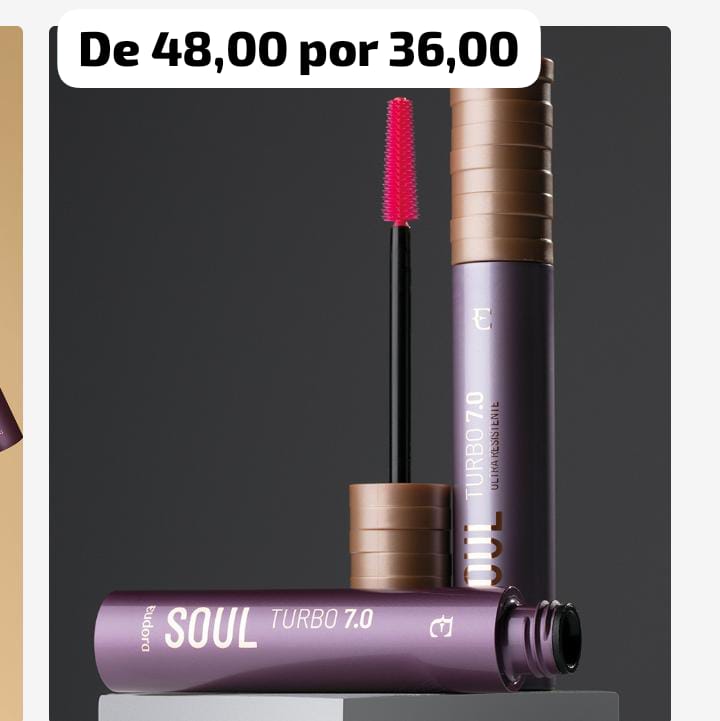 De 48,00 por 36,00
TURBO 7.0
ULTRA RESISTENTE
SOUL
eudora
SOUL
TURBO 7.0